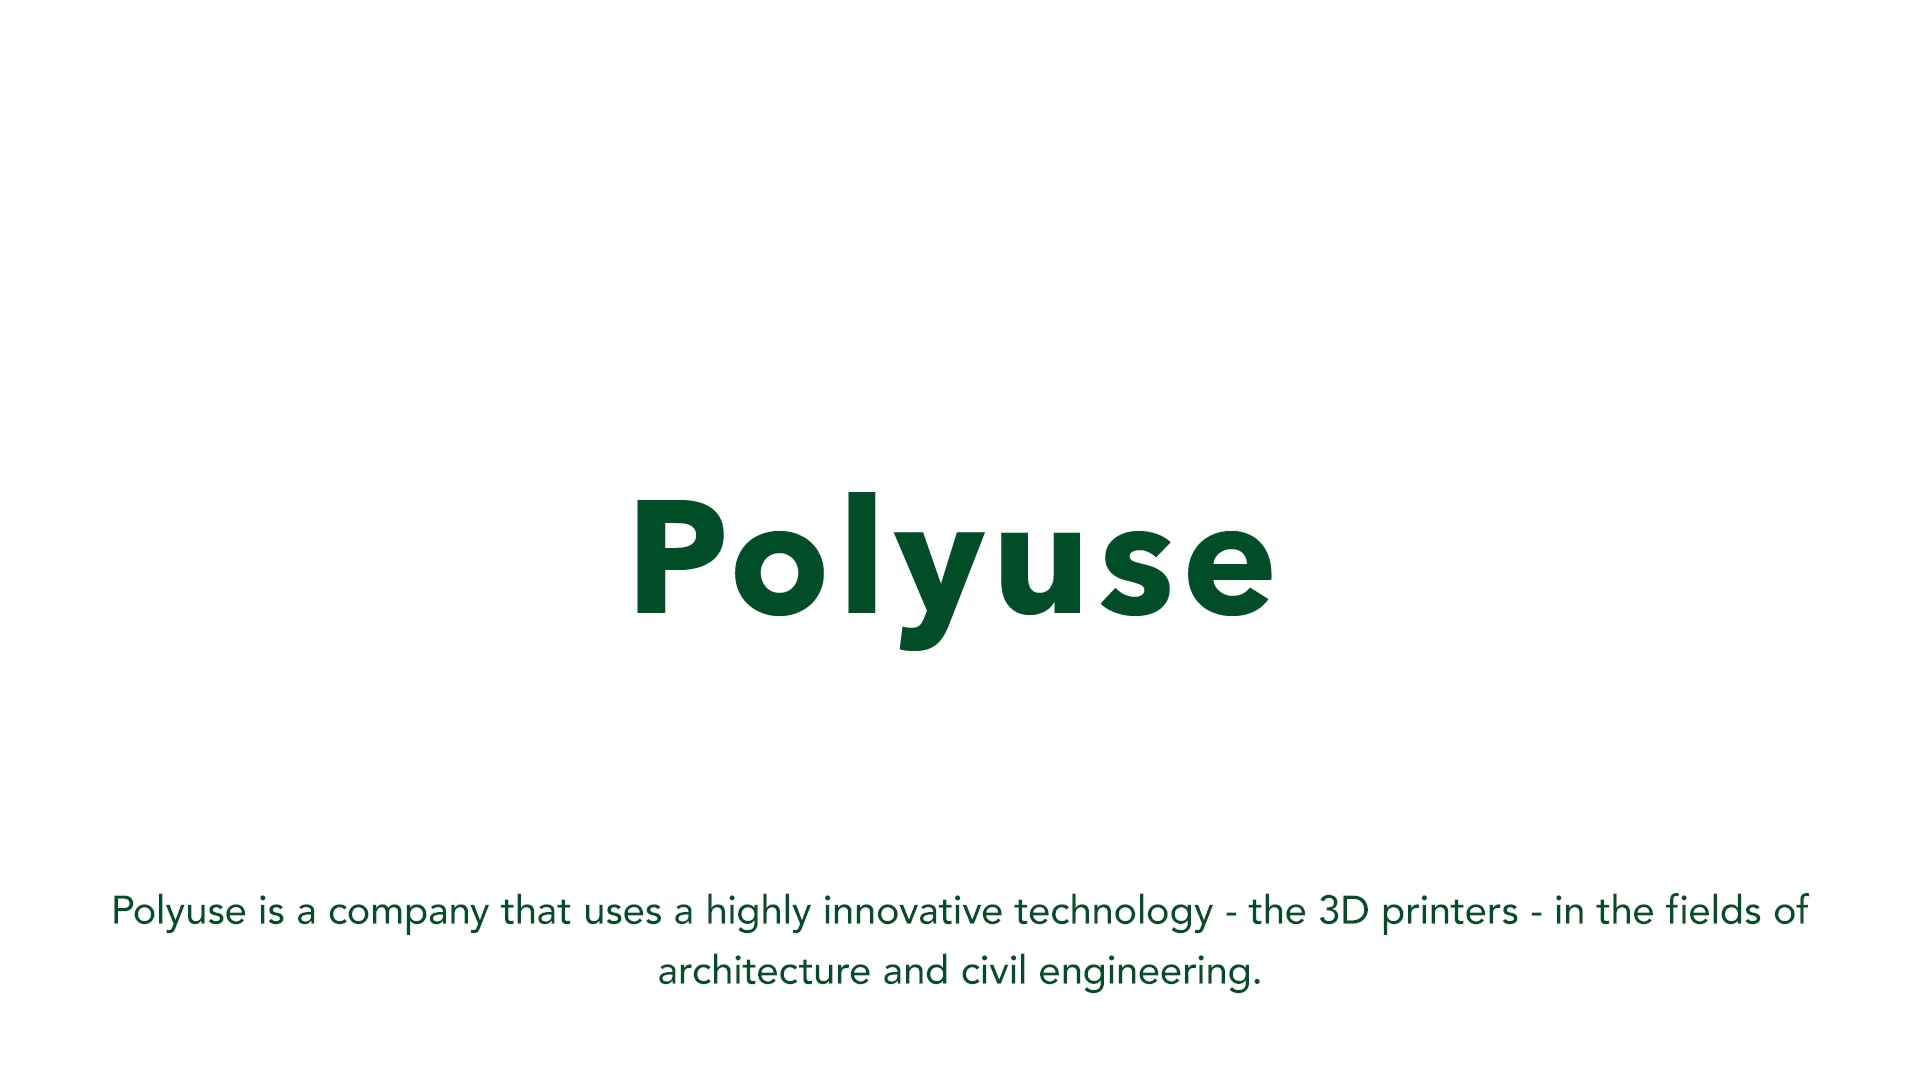 Polyuse
Polyuse is a company that uses a highly innovative technology - the 3D printers - in the fields of
architecture and civil engineering.